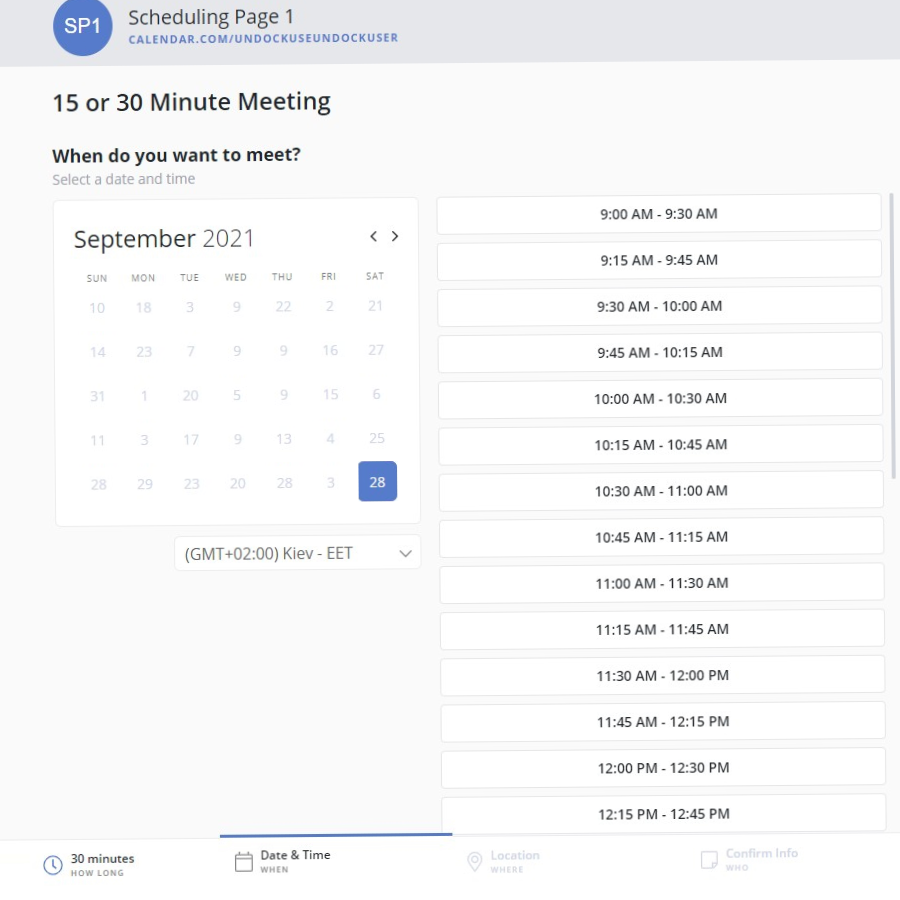 SP1
Scheduling Page 1
CALENDAR.COM/UNDOCKUSEUNDOCKUSER
15 or 30 Minute Meeting
When do you want to meet?
Select a date and time
September 2021
SUN MON TUE WED THU FRI SAT
10 18 3 9 22 2 21
14 23 7 9 9 16 27
31 1 20 5 9 15 6
11 3 17 9 13 4 25
28 29 23 20 28 3 28
(GMT+02:00) Kiev - EET
9:00 AM - 9:30 AM
9:15 AM - 9:45 AM
9:30 AM - 10:00 AM
9:45 AM - 10:15 AM
10:00 AM - 10:30 AM
10:15 AM - 10:45 AM
10:30 AM - 11:00 AM
10:45 AM - 11:15 AM
11:00 AM - 11:30 AM
11:15 AM - 11:45 AM
11:30 AM - 12:00 PM
11:45 AM - 12:15 PM
12:00 PM - 12:30 PM
12:15 PM - 12:45 PM
30 minutes
HOW LONG
Date & Time
WHEN
Location
WHERE
Confirm Info
WHO